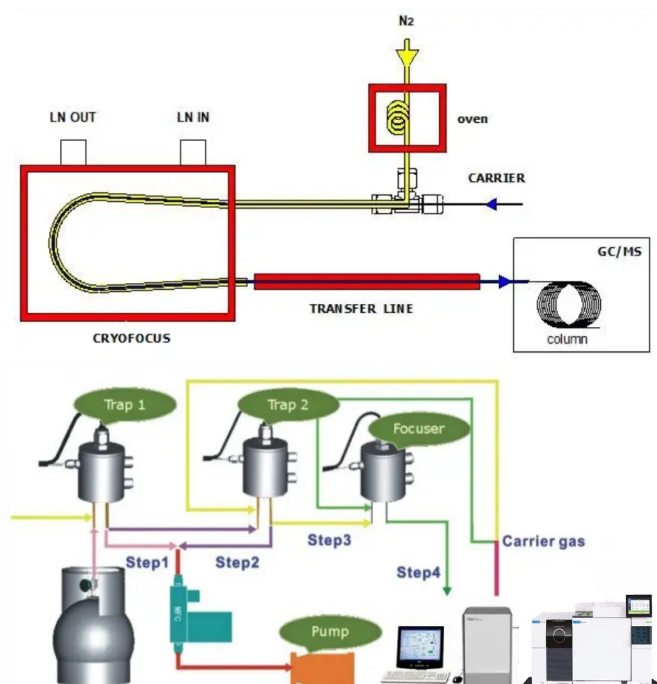 N2
LN OUT
LN IN
oven
CARRIER
GC/MS
TRANSFER LINE
column
CRYOFOCUS
Trap 1
Trap 2
Focuser
Step1
Step2
Step3
Carrier gas
Step4
MFC
Pump